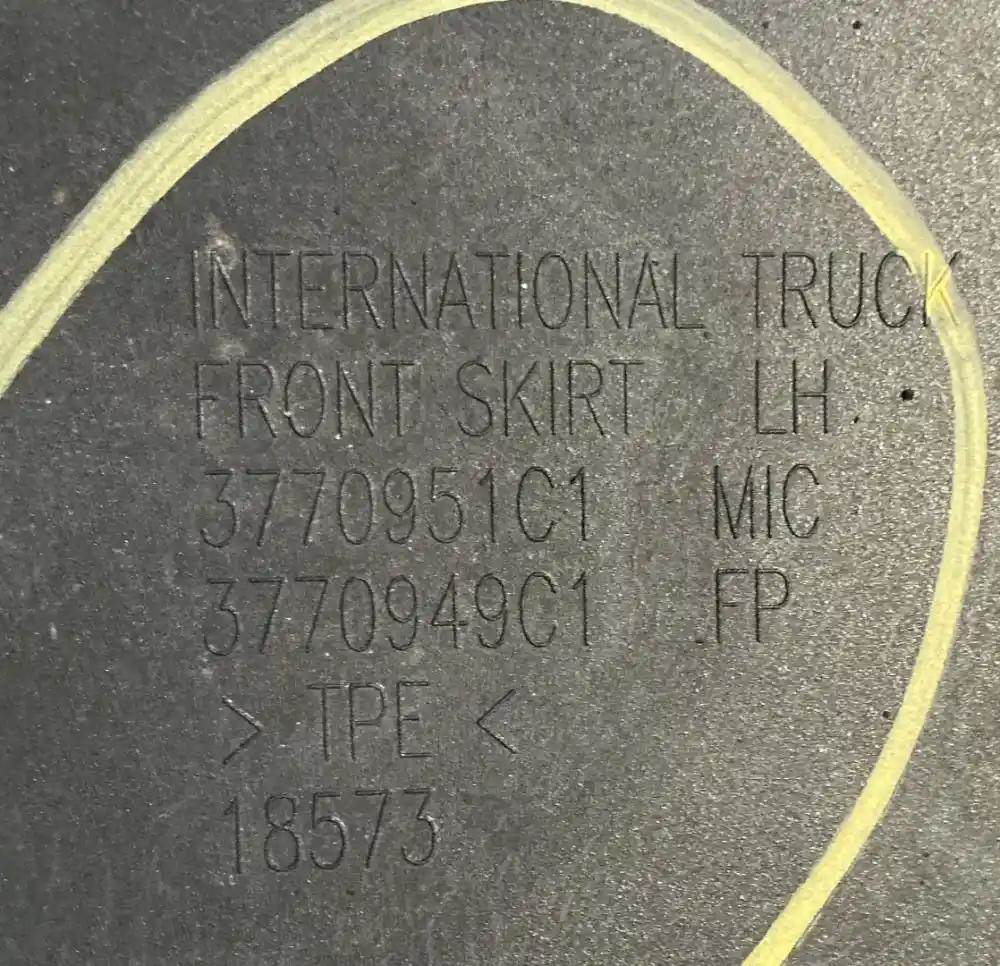 INTERNATIONAL TRUCK
FRONT SKIRT LH
3770951C1 MIC
3770949C1 FP
> TPE <
18573